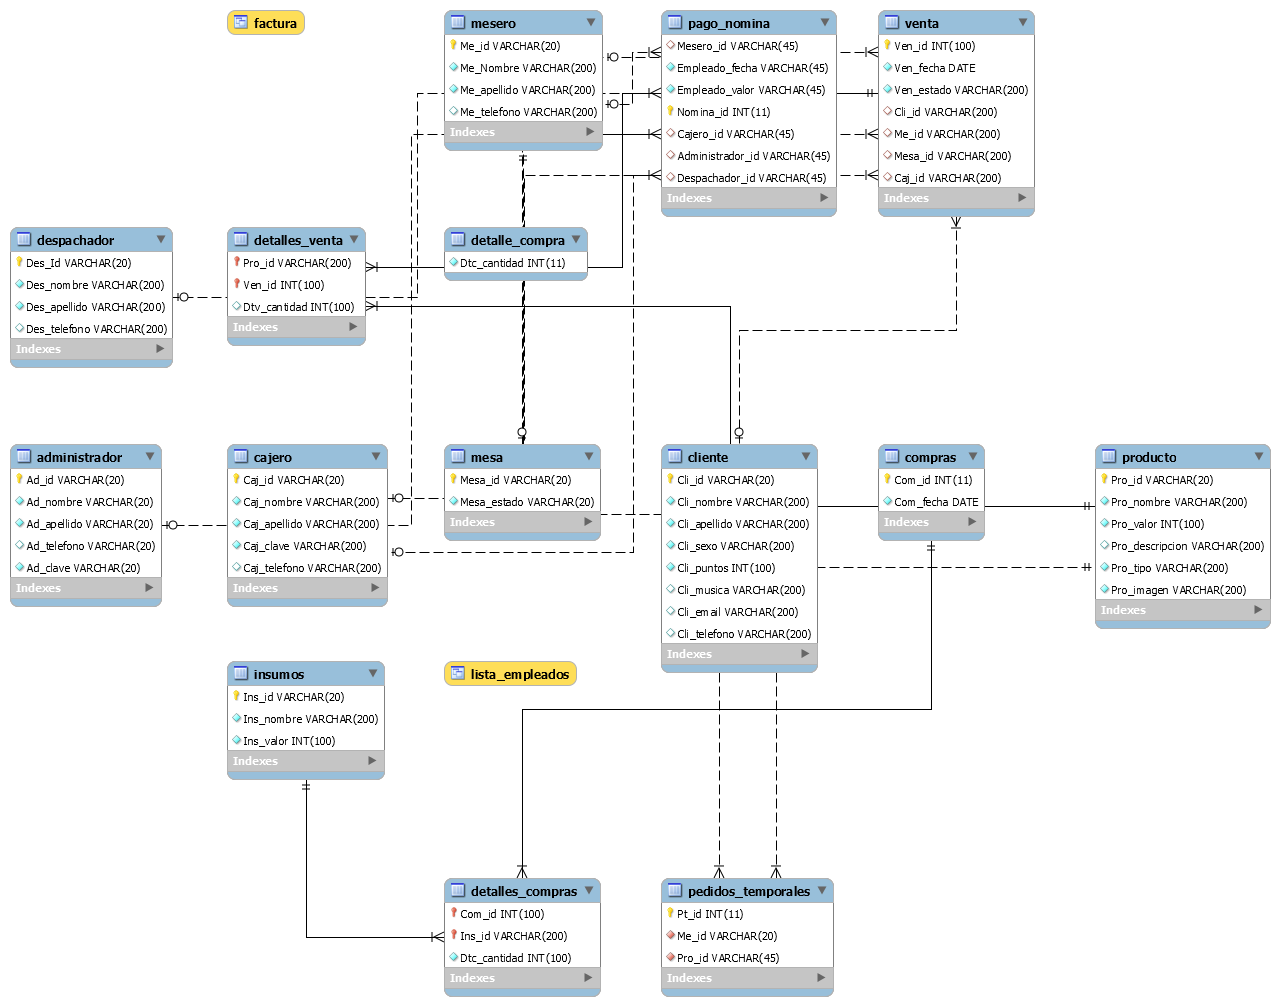 factura
mesero
Me_id VARCHAR(20)
Me_Nombre VARCHAR(200)
Me_apellido VARCHAR(200)
Me_telefono VARCHAR(200)
Indexes
pago_nomina
Mesero_id VARCHAR(45)
Empleado_fecha VARCHAR(45)
Empleado_valor VARCHAR(45)
Nomina_id INT(11)
Cajero_id VARCHAR(45)
Administrador_id VARCHAR(45)
Despachador_id VARCHAR(45)
Indexes
venta
Ven_id INT(100)
Ven_fecha DATE
Ven_estado VARCHAR(200)
Cli_id VARCHAR(200)
Me_id VARCHAR(200)
Mesa_id VARCHAR(200)
Caj_id VARCHAR(200)
Indexes
despachador
Des_Id VARCHAR(20)
Des_nombre VARCHAR(200)
Des_apellido VARCHAR(200)
Des_telefono VARCHAR(200)
Indexes
detalles_venta
Pro_id VARCHAR(200)
Ven_id INT(100)
Dtv_cantidad INT(100)
Indexes
detalle_compra
Dtc_cantidad INT(11)
administrador
Ad_id VARCHAR(20)
Ad_nombre VARCHAR(20)
Ad_apellido VARCHAR(20)
Ad_telefono VARCHAR(20)
Ad_clave VARCHAR(20)
Indexes
cajero
Caj_id VARCHAR(20)
Caj_nombre VARCHAR(200)
Caj_apellido VARCHAR(200)
Caj_clave VARCHAR(200)
Caj_telefono VARCHAR(200)
Indexes
mesa
Mesa_id VARCHAR(20)
Mesa_estado VARCHAR(20)
Indexes
cliente
Cli_id VARCHAR(20)
Cli_nombre VARCHAR(200)
Cli_apellido VARCHAR(200)
Cli_sexo VARCHAR(200)
Cli_puntos INT(100)
Cli_musica VARCHAR(200)
Cli_email VARCHAR(200)
Cli_telefono VARCHAR(200)
Indexes
compras
Com_id INT(11)
Com_fecha DATE
Indexes
producto
Pro_id VARCHAR(20)
Pro_nombre VARCHAR(200)
Pro_valor INT(100)
Pro_descripcion VARCHAR(200)
Pro_tipo VARCHAR(200)
Pro_imagen VARCHAR(200)
Indexes
insumos
Ins_id VARCHAR(20)
Ins_nombre VARCHAR(200)
Ins_valor INT(100)
Indexes
lista_empleados
detalles_compras
Com_id INT(100)
Ins_id VARCHAR(200)
Dtc_cantidad INT(100)
Indexes
pedidos_temporales
Pt_id INT(11)
Me_id VARCHAR(20)
Pro_id VARCHAR(45)
Indexes